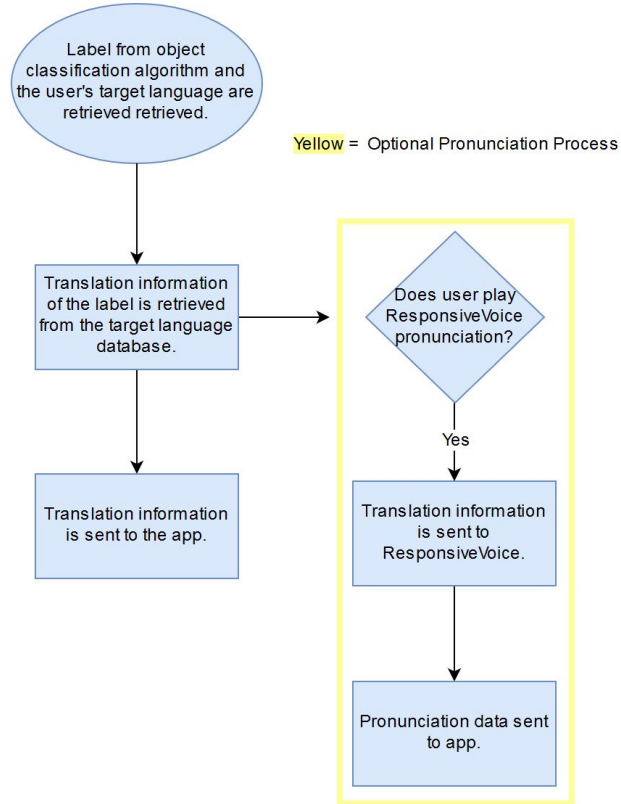 Label from object
classification algorithm and
the user's target language are
retrieved retrieved.
Yellow = Optional Pronunciation Process
Translation information
of the label is retrieved
from the target language
database.
Does user play
ResponsiveVoice
pronunciation?
Yes
Translation information
is sent to the app.
Translation information
is sent to
ResponsiveVoice.
Pronunciation data sent
to app.